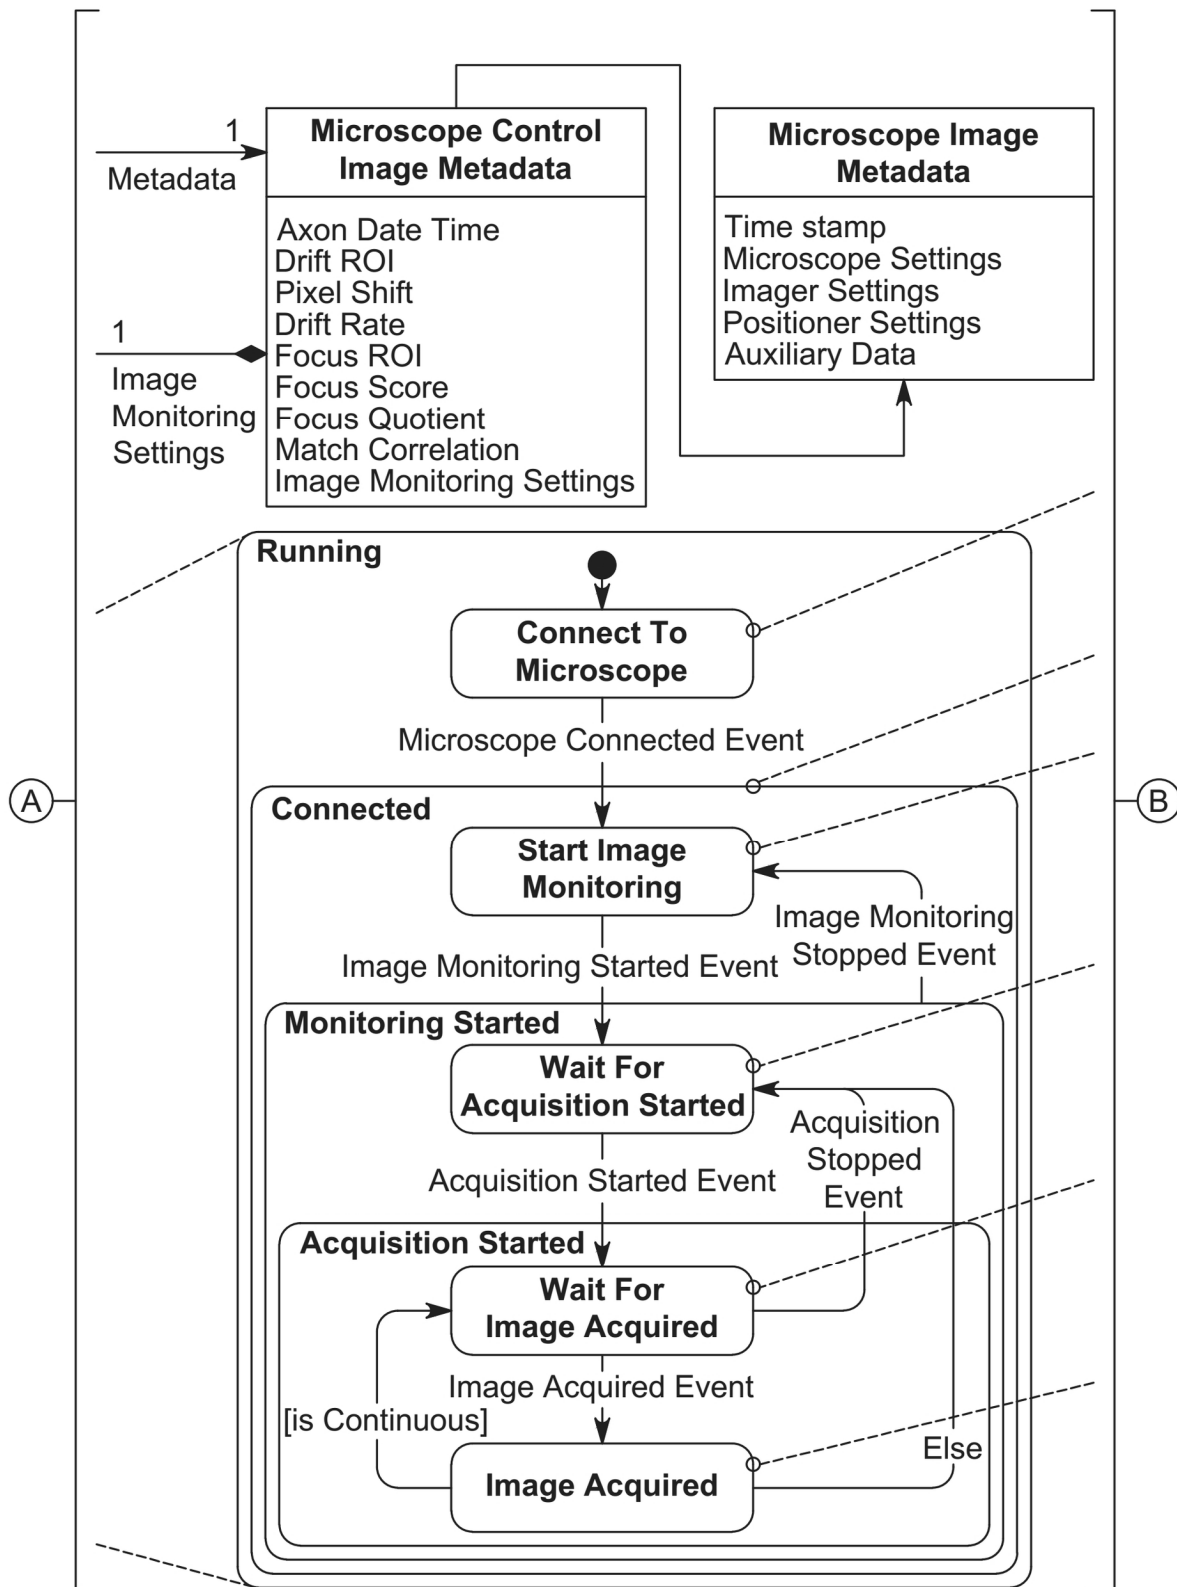 1
Metadata
Microscope Control
Image Metadata
Axon Date Time
Drift ROI
Pixel Shift
Drift Rate
Focus ROI
Focus Score
Focus Quotient
Match Correlation
Image Monitoring Settings
1
Image
Monitoring
Settings
Microscope Image
Metadata
Time stamp
Microscope Settings
Imager Settings
Positioner Settings
Auxiliary Data
Running
Connect To
Microscope
Microscope Connected Event
A
B
Connected
Start Image
Monitoring
Image Monitoring
Stopped Event
Image Monitoring Started Event
Monitoring Started
Wait For
Acquisition Started
Acquisition
Stopped
Event
Acquisition Started Event
Acquisition Started
Wait For
Image Acquired
Image Acquired Event
[is Continuous]
Else
Image Acquired